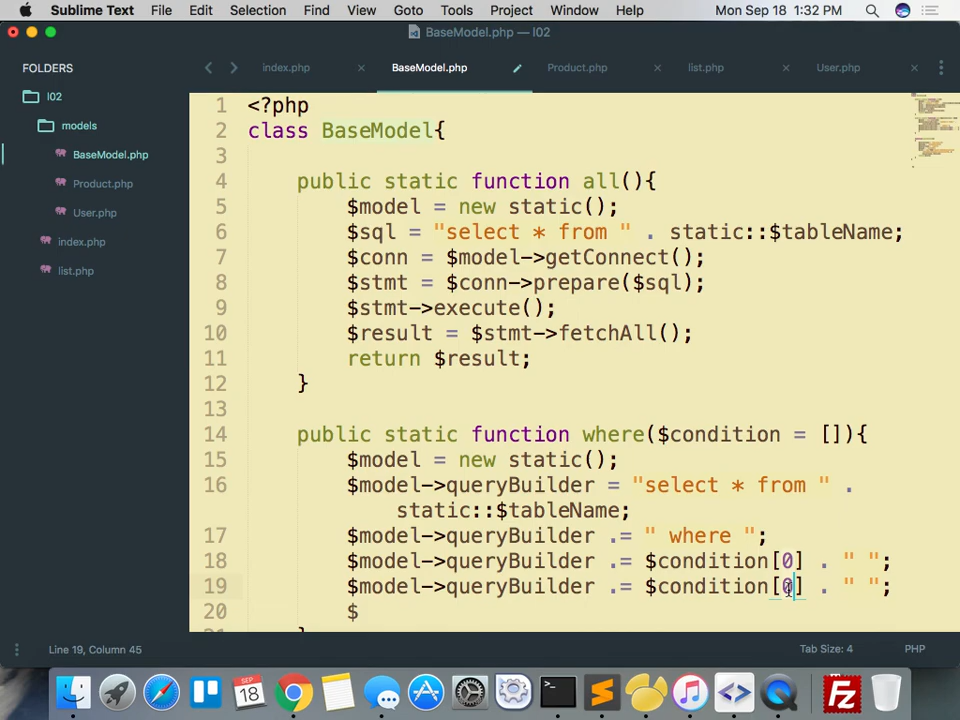 Sublime Text File Edit Selection Find View Goto Tools Project Window Help Mon Sep 18 1:32 PM
BaseModel.php — l02
FOLDERS
l02
models
BaseModel.php
Product.php
User.php
index.php
list.php
index.php BaseModel.php Product.php list.php User.php
1 <?php
2 class BaseModel{
3
4 public static function all(){
5 $model = new static();
6 $sql = "select * from " . static::$tableName;
7 $conn = $model->getConnect();
8 $stmt = $conn->prepare($sql);
9 $stmt->execute();
10 $result = $stmt->fetchAll();
11 return $result;
12 }
13
14 public static function where($condition = []){
15 $model = new static();
16 $model->queryBuilder = "select * from " .
static::$tableName;
17 $model->queryBuilder .= " where ";
18 $model->queryBuilder .= $condition[0] . " ";
19 $model->queryBuilder .= $condition[0] . " ";
20 $
Line 19, Column 45 Tab Size: 4 PHP
SEP
18
Fz